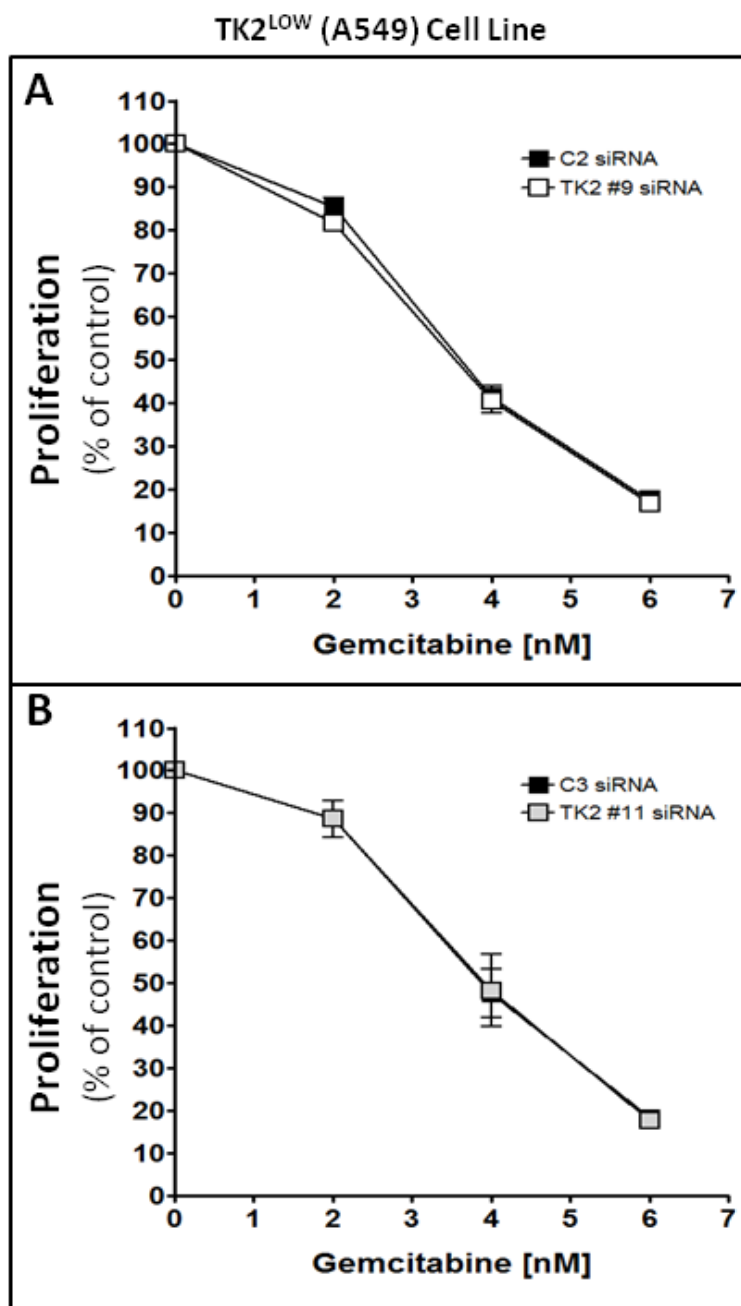 TK2LOW (A549) Cell Line
A
110
100
90
80
70
60
50
40
30
20
10
0
Proliferation
(% of control)
C2 siRNA
TK2 #9 siRNA
0 1 2 3 4 5 6 7
Gemcitabine [nM]
B
110
100
90
80
70
60
50
40
30
20
10
0
Proliferation
(% of control)
C3 siRNA
TK2 #11 siRNA
0 1 2 3 4 5 6 7
Gemcitabine [nM]